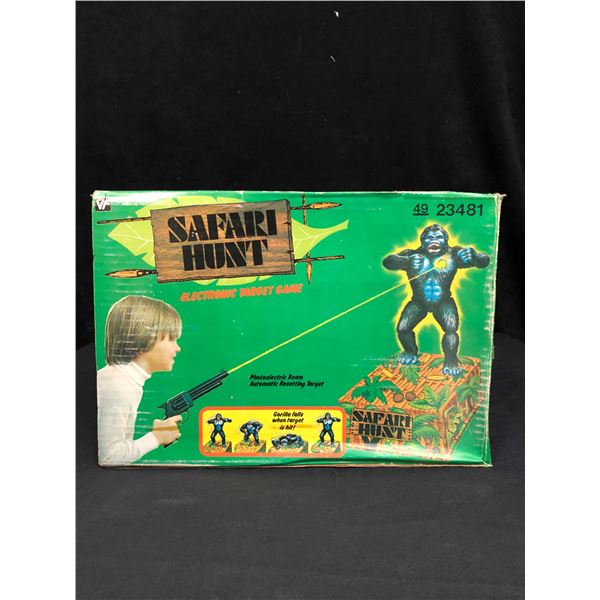 SAFARI
HUNT
ELECTRONIC TARGET GAME
49 23481
Photoelectric Beam
Automatic Resetting Target
Gorilla falls
when target
is hit!
SAFARI
HUNT